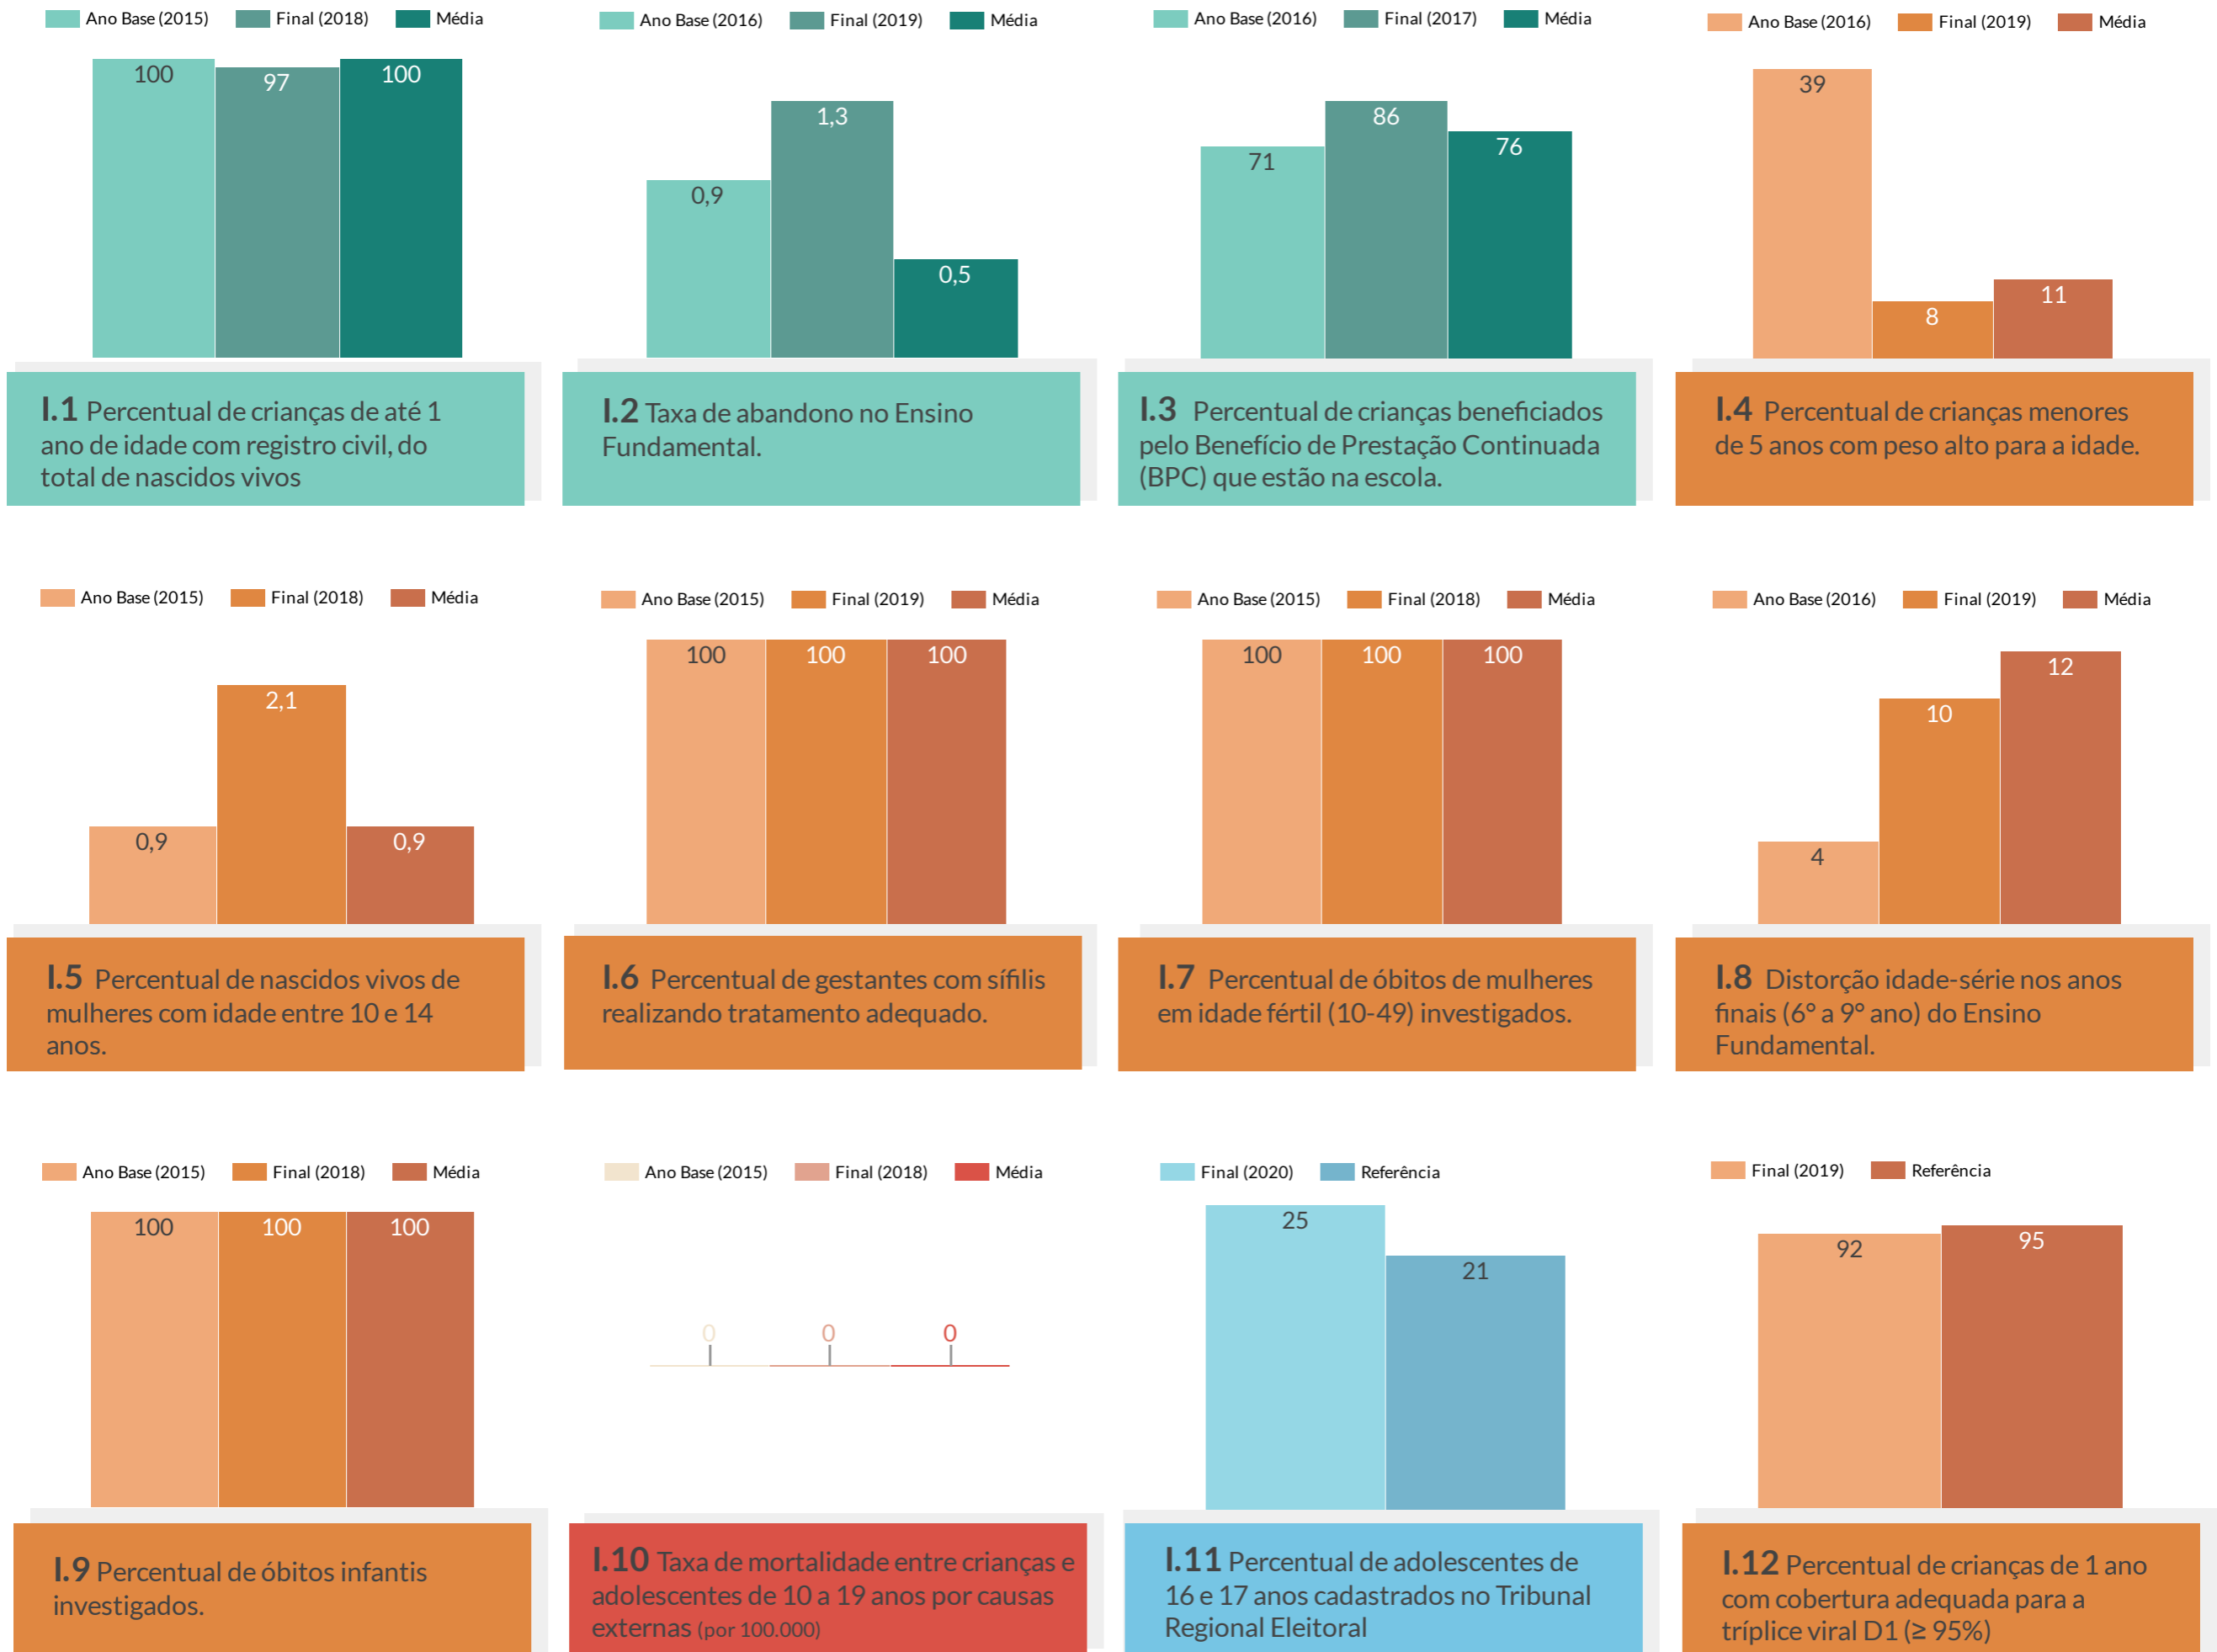 Ano Base (2015) Final (2018) Média
100 97 100
I.1 Percentual de crianças de até 1
ano de idade com registro civil, do
total de nascidos vivos
Ano Base (2016) Final (2019) Média
0,9 1,3 0,5
I.2 Taxa de abandono no Ensino
Fundamental.
Ano Base (2016) Final (2017) Média
71 86 76
I.3 Percentual de crianças beneficiados
pelo Benefício de Prestação Continuada
(BPC) que estão na escola.
Ano Base (2016) Final (2019) Média
39 8 11
I.4 Percentual de crianças menores
de 5 anos com peso alto para a idade.
Ano Base (2015) Final (2018) Média
0,9 2,1 0,9
I.5 Percentual de nascidos vivos de
mulheres com idade entre 10 e 14
anos.
Ano Base (2015) Final (2019) Média
100 100 100
I.6 Percentual de gestantes com sífilis
realizando tratamento adequado.
Ano Base (2015) Final (2018) Média
100 100 100
I.7 Percentual de óbitos de mulheres
em idade fértil (10-49) investigados.
Ano Base (2016) Final (2019) Média
4 10 12
I.8 Distorção idade-série nos anos
finais (6° a 9° ano) do Ensino
Fundamental.
Ano Base (2015) Final (2018) Média
100 100 100
I.9 Percentual de óbitos infantis
investigados.
Ano Base (2015) Final (2018) Média
0 0 0
I.10 Taxa de mortalidade entre crianças e
adolescentes de 10 a 19 anos por causas
externas (por 100.000)
Final (2020) Referência
25 21
I.11 Percentual de adolescentes de
16 e 17 anos cadastrados no Tribunal
Regional Eleitoral
Final (2019) Referência
92 95
I.12 Percentual de crianças de 1 ano
com cobertura adequada para a
tríplice viral D1 (≥ 95%)